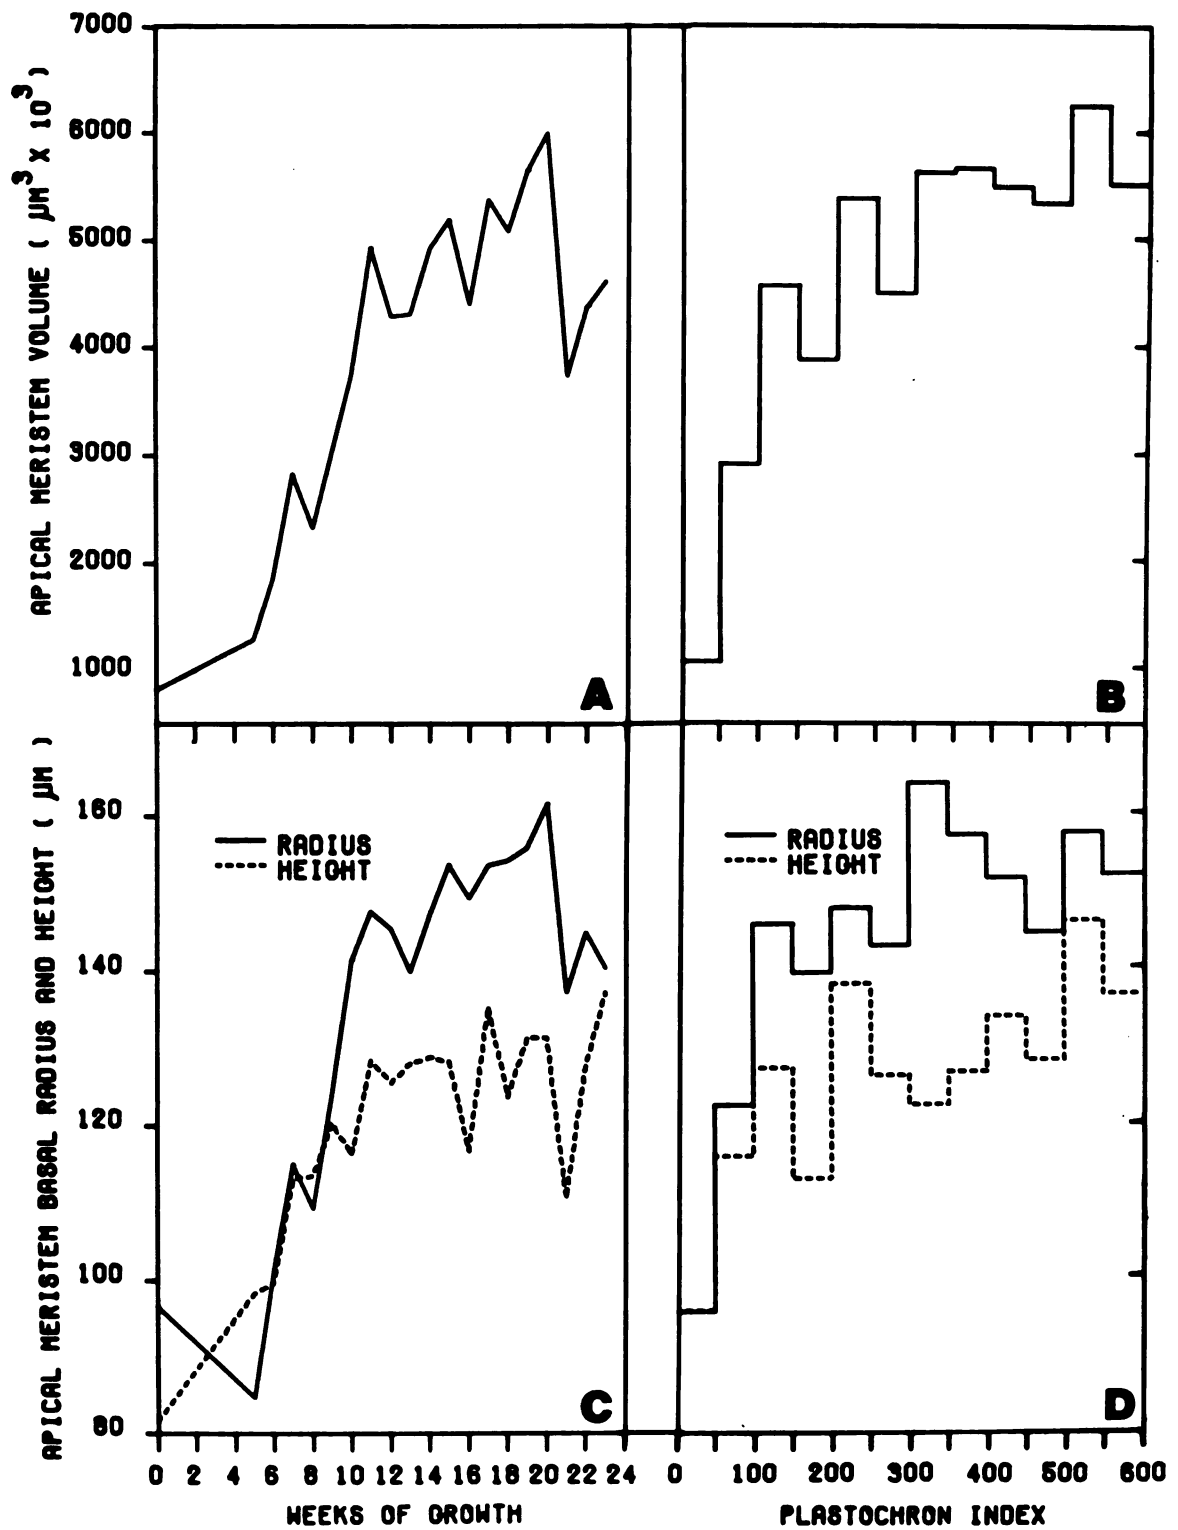 7000
6000
5000
4000
3000
2000
1000
APICAL MERISTEM VOLUME ( µM³ X 10³ )
A
B
160
140
120
100
80
APICAL MERISTEM BASAL RADIUS AND HEIGHT ( µM )
RADIUS
HEIGHT
RADIUS
HEIGHT
C
D
0 2 4 6 8 10 12 14 16 18 20 22 24
0 100 200 300 400 500 600
WEEKS OF GROWTH
PLASTOCHRON INDEX